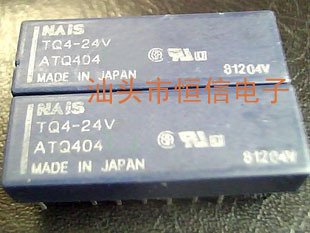 NAIS
TQ4-24V
ATQ404
MADE IN JAPAN 81204V
汕头市恒信电子
NAIS
TQ4-24V
ATQ404
MADE IN JAPAN 81204V